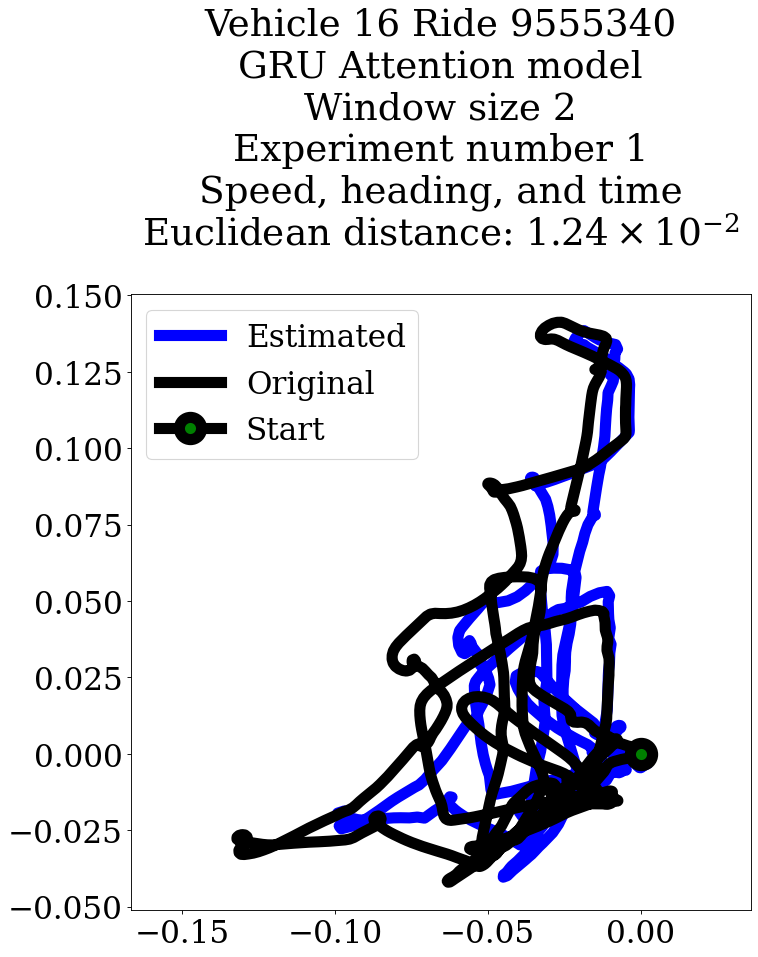 Vehicle 16 Ride 9555340
GRU Attention model
Window size 2
Experiment number 1
Speed, heading, and time
Euclidean distance: 1.24 × 10⁻²
0.150
0.125
0.100
0.075
0.050
0.025
0.000
−0.025
−0.050
Estimated
Original
Start
−0.15
−0.10
−0.05
0.00